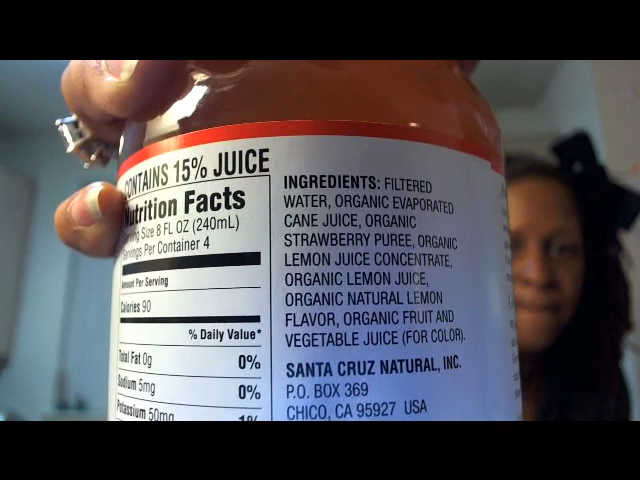 CONTAINS 15% JUICE
Nutrition Facts
Size 8 FL OZ (240mL)
Servings Per Container 4
Amount Per Serving
Calories 90
% Daily Value*
Total Fat 0g 0%
Sodium 5mg 0%
Potassium 50mg 1%
INGREDIENTS: FILTERED
WATER, ORGANIC EVAPORATED
CANE JUICE, ORGANIC
STRAWBERRY PUREE, ORGANIC
LEMON JUICE CONCENTRATE,
ORGANIC LEMON JUICE,
ORGANIC NATURAL LEMON
FLAVOR, ORGANIC FRUIT AND
VEGETABLE JUICE (FOR COLOR).
SANTA CRUZ NATURAL, INC.
P.O. BOX 369
CHICO, CA 95927 USA